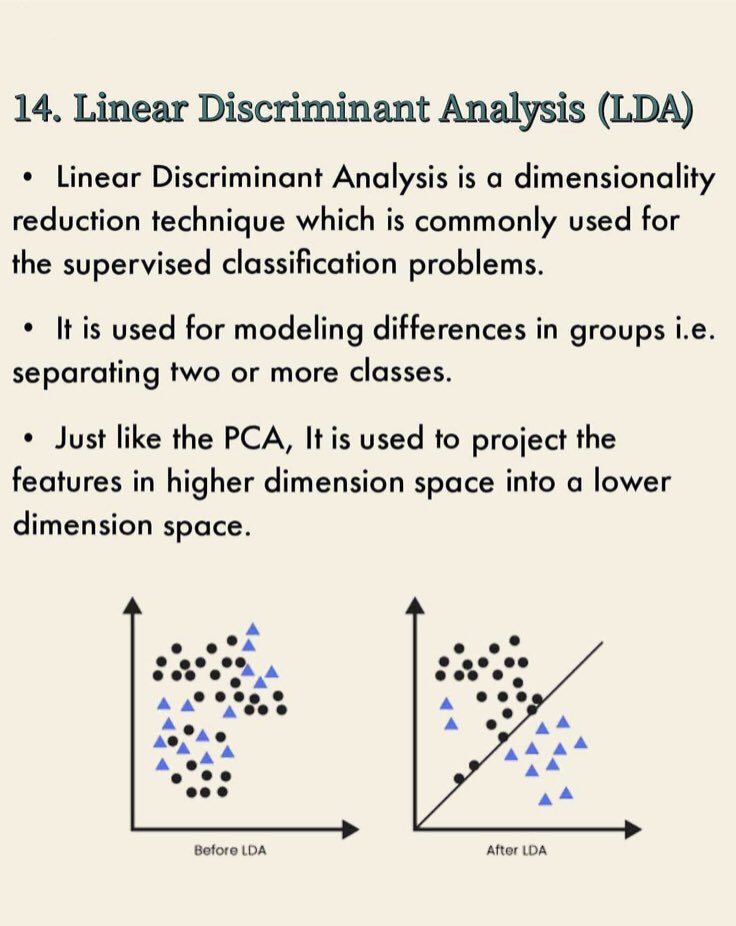 14. Linear Discriminant Analysis (LDA)
• Linear Discriminant Analysis is a dimensionality
reduction technique which is commonly used for
the supervised classification problems.
• It is used for modeling differences in groups i.e.
separating two or more classes.
• Just like the PCA, It is used to project the
features in higher dimension space into a lower
dimension space.
Before LDA
After LDA